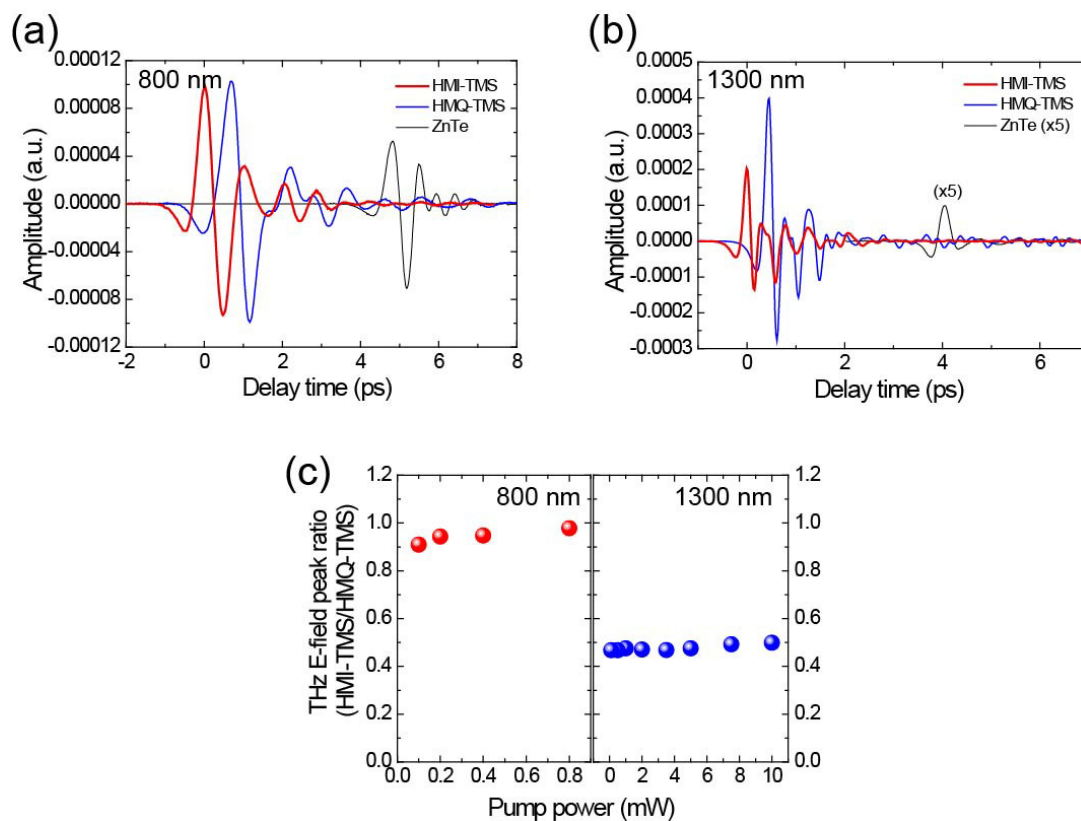 (a)
800 nm
HMI-TMS
HMQ-TMS
ZnTe
0.00012
0.00008
0.00004
0.00000
-0.00004
-0.00008
-0.00012
Amplitude (a.u.)
-2 0 2 4 6 8
Delay time (ps)
(b)
1300 nm
HMI-TMS
HMQ-TMS
ZnTe (x5)
(x5)
0.0005
0.0004
0.0003
0.0002
0.0001
0.0000
-0.0001
-0.0002
-0.0003
Amplitude (a.u.)
0 2 4 6
Delay time (ps)
(c)
800 nm
1300 nm
THz E-field peak ratio
(HMI-TMS/HMQ-TMS)
1.2
1.0
0.8
0.6
0.4
0.2
0.0
1.2
1.0
0.8
0.6
0.4
0.2
0.0
0.0 0.2 0.4 0.6 0.8
0 2 4 6 8 10
Pump power (mW)